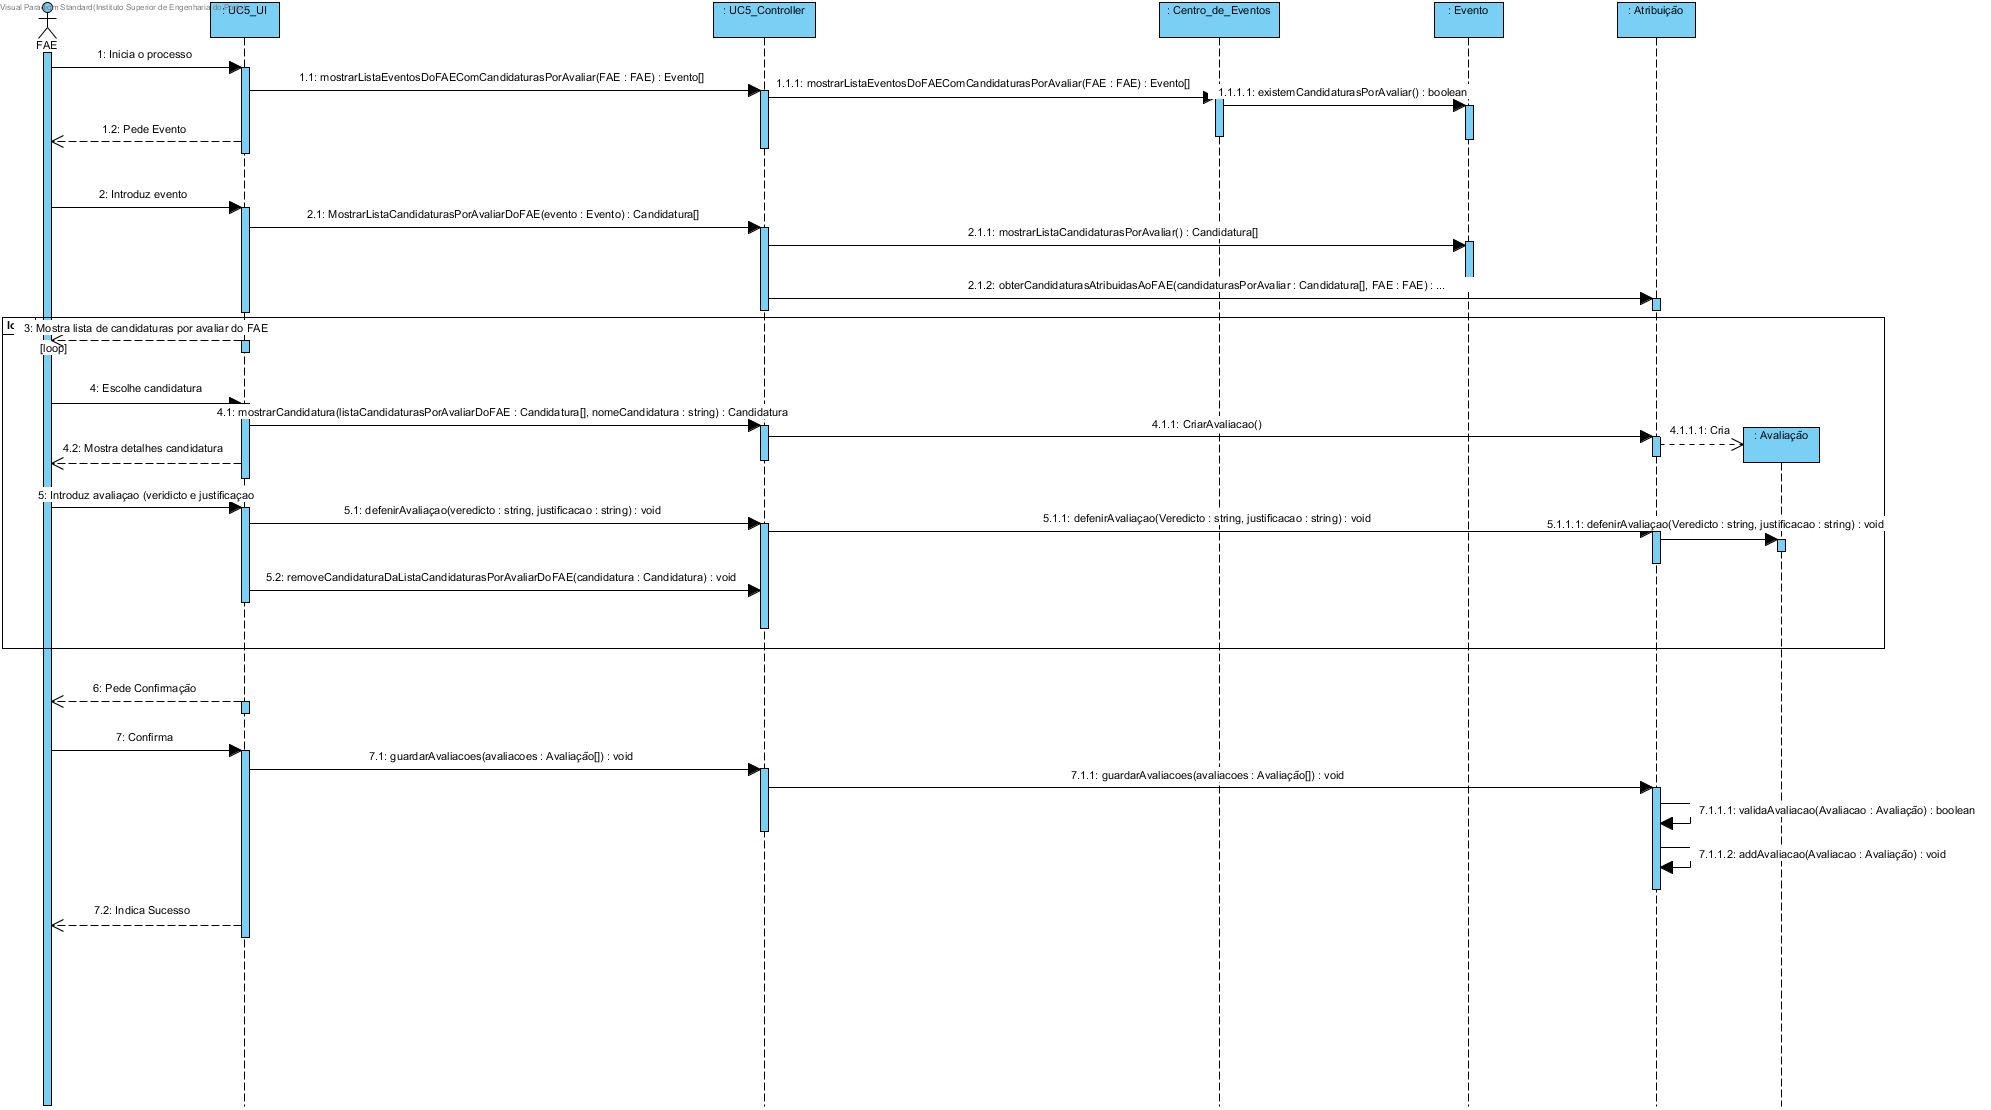 Visual Paradigm Standard(Instituto Superior de Engenharia do
FAE
: UC5_UI
: UC5_Controller
: Centro_de_Eventos
: Evento
: Atribuição
1: Inicia o processo
1.1: mostrarListaEventosDoFAEComCandidaturasPorAvaliar(FAE : FAE) : Evento[]
1.1.1: mostrarListaEventosDoFAEComCandidaturasPorAvaliar(FAE : FAE) : Evento[]
1.1.1.1: existemCandidaturasPorAvaliar() : boolean
1.2: Pede Evento
2: Introduz evento
2.1: MostrarListaCandidaturasPorAvaliarDoFAE(evento : Evento) : Candidatura[]
2.1.1: mostrarListaCandidaturasPorAvaliar() : Candidatura[]
2.1.2: obterCandidaturasAtribuidasAoFAE(candidaturasPorAvaliar : Candidatura[], FAE : FAE) : ...
3: Mostra lista de candidaturas por avaliar do FAE
[loop]
4: Escolhe candidatura
4.1: mostrarCandidatura(listaCandidaturasPorAvaliarDoFAE : Candidatura[], nomeCandidatura : string) : Candidatura
4.1.1: CriarAvaliacao()
4.1.1.1: Cria
: Avaliação
4.2: Mostra detalhes candidatura
5: Introduz avaliaçao (veridicto e justificaçao
5.1: defenirAvaliaçao(veredicto : string, justificacao : string) : void
5.1.1: defenirAvaliaçao(Veredicto : string, justificacao : string) : void
5.1.1.1: defenirAvaliaçao(Veredicto : string, justificacao : string) : void
5.2: removeCandidaturaDaListaCandidaturasPorAvaliarDoFAE(candidatura : Candidatura) : void
6: Pede Confirmação
7: Confirma
7.1: guardarAvaliacoes(avaliacoes : Avaliação[]) : void
7.1.1: guardarAvaliacoes(avaliacoes : Avaliação[]) : void
7.1.1.1: validaAvaliacao(Avaliacao : Avaliação) : boolean
7.1.1.2: addAvaliacao(Avaliacao : Avaliação) : void
7.2: Indica Sucesso